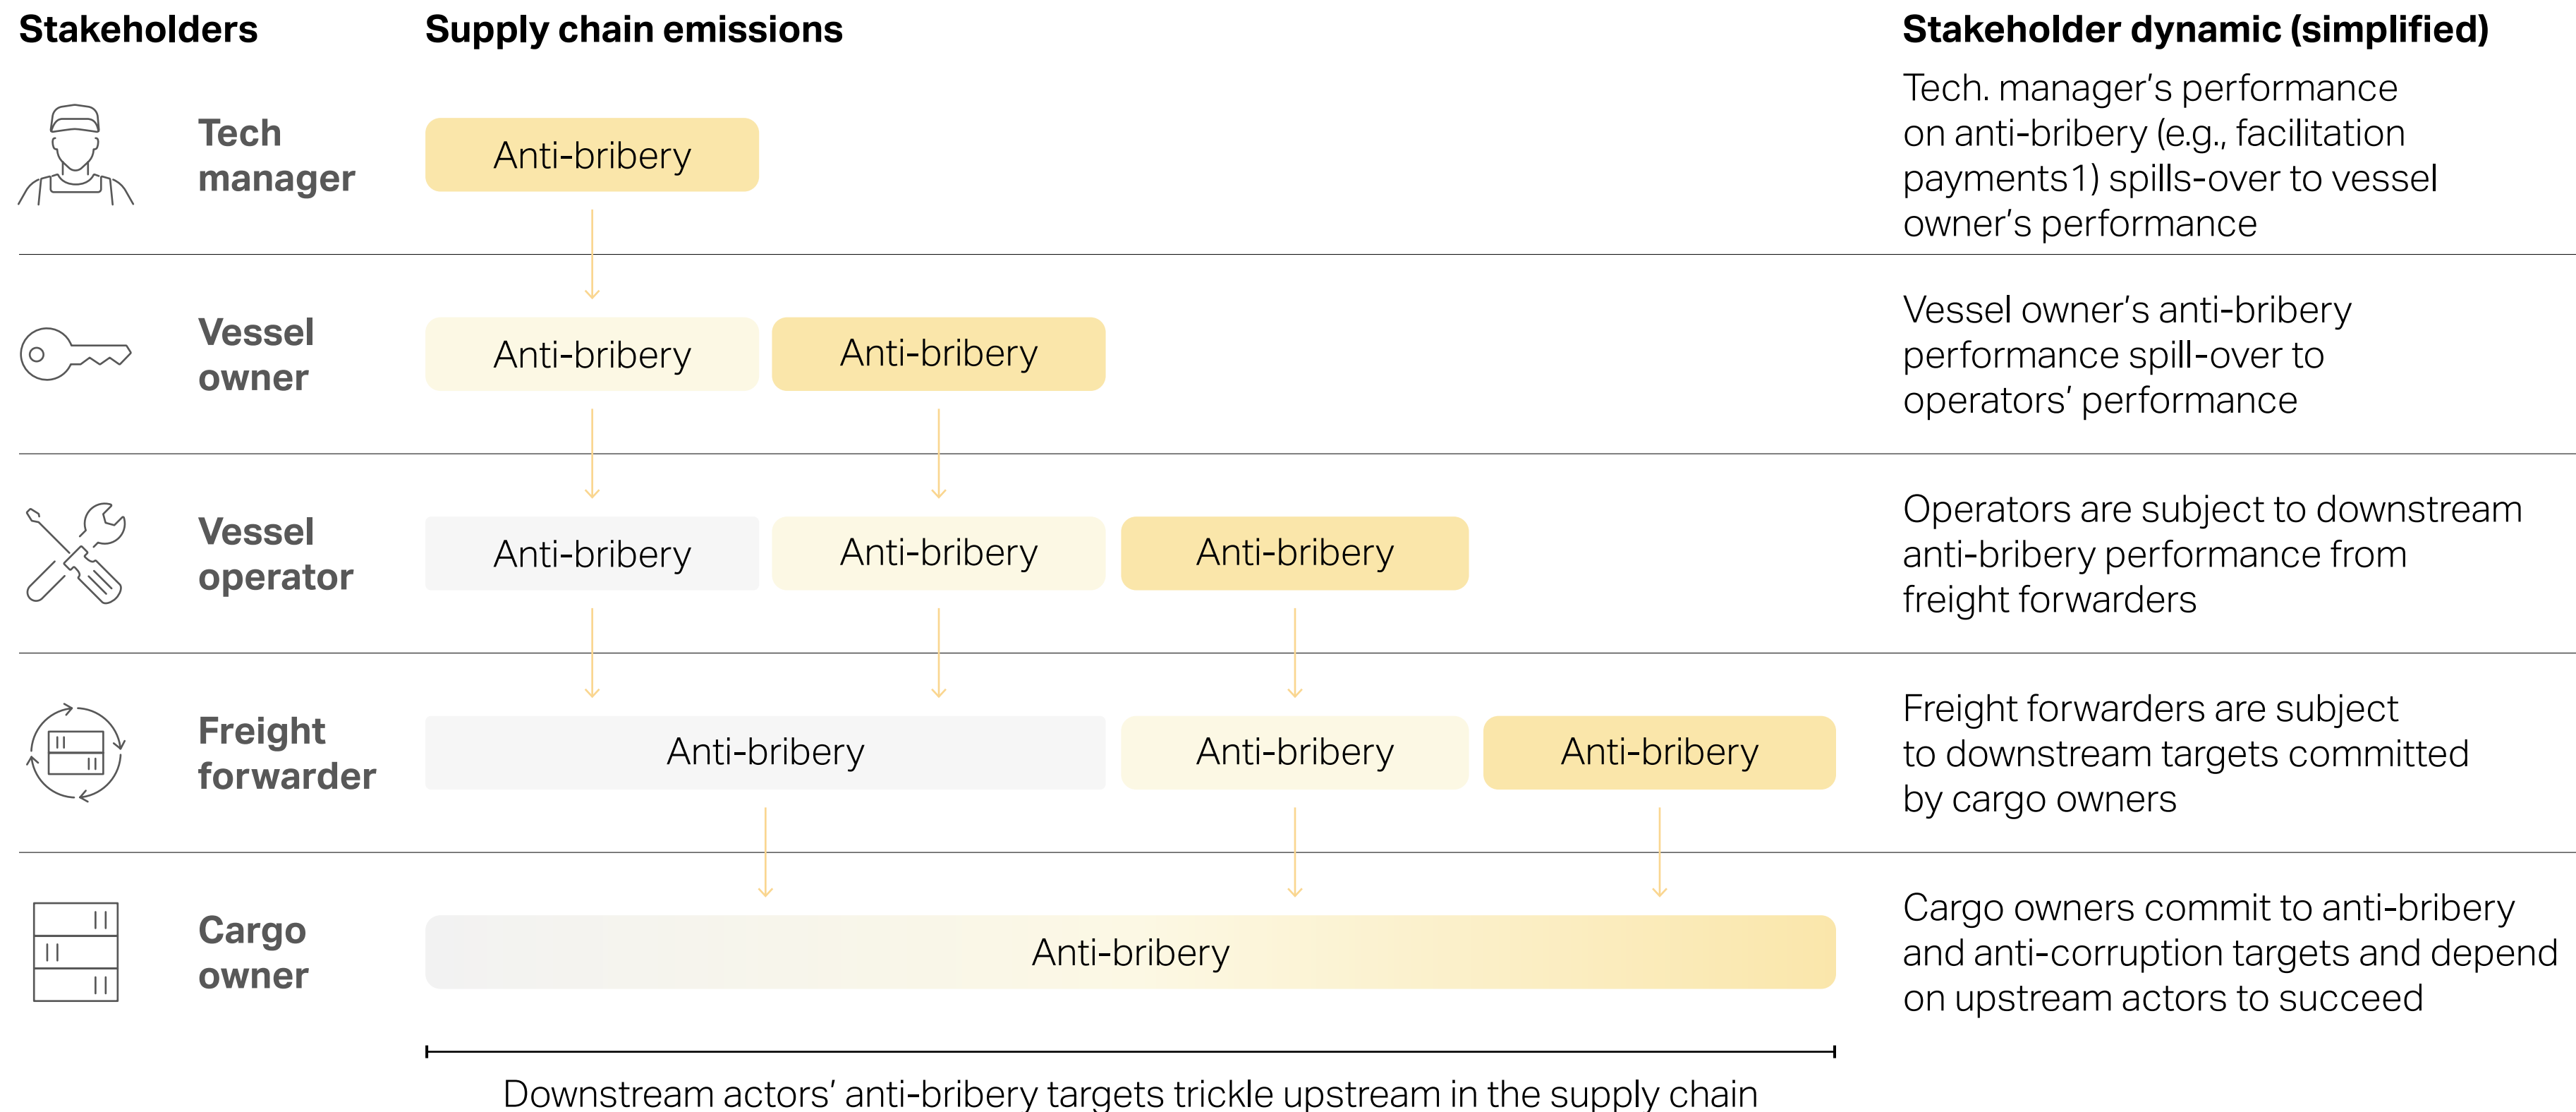 Stakeholders
Supply chain emissions
Stakeholder dynamic (simplified)
Tech
manager
Anti-bribery
Tech. manager’s performance
on anti-bribery (e.g., facilitation
payments1) spills-over to vessel
owner’s performance
Vessel
owner
Anti-bribery
Anti-bribery
Vessel owner’s anti-bribery
performance spill-over to
operators’ performance
Vessel
operator
Anti-bribery
Anti-bribery
Anti-bribery
Operators are subject to downstream
anti-bribery performance from
freight forwarders
Freight
forwarder
Anti-bribery
Anti-bribery
Anti-bribery
Freight forwarders are subject
to downstream targets committed
by cargo owners
Cargo
owner
Anti-bribery
Cargo owners commit to anti-bribery
and anti-corruption targets and depend
on upstream actors to succeed
Downstream actors’ anti-bribery targets trickle upstream in the supply chain